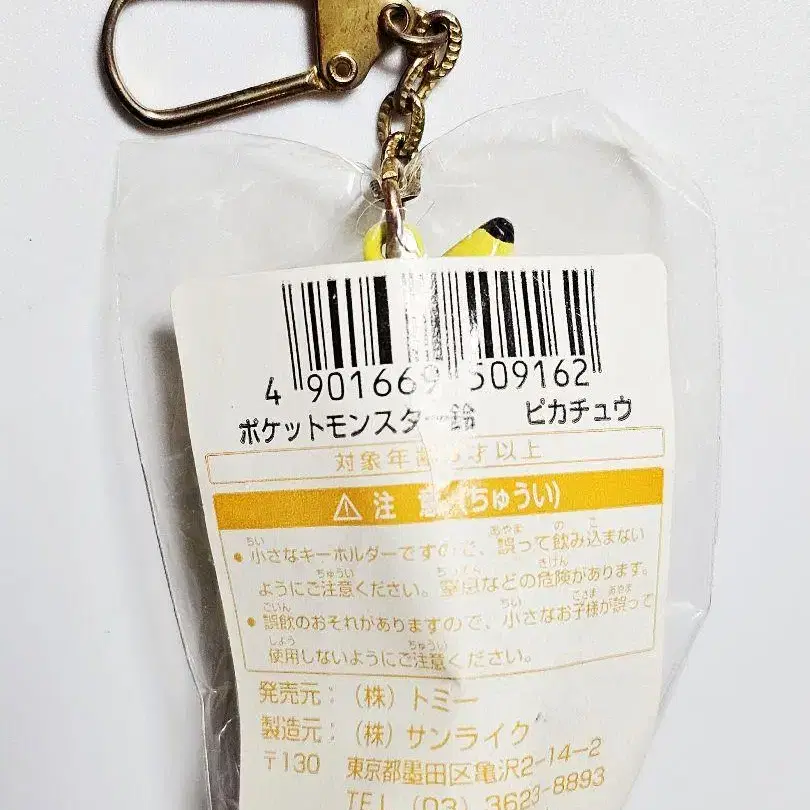 4 901669 509162
ポケットモンスター鈴 ピカチュウ
対象年齢 才以上
⚠ 注 意 (ちゅうい)
• 小さなキーホルダーですので、誤って飲み込まない
ようにご注意ください。窒息などの危険があります。
• 誤飲のおそれがありますので、小さなお子様が誤って
使用しないようにご注意ください。
発売元：(株) トミー
製造元：(株) サンライク
〒130 東京都墨田区亀沢2-14-2
TEL (03) 3623-8893